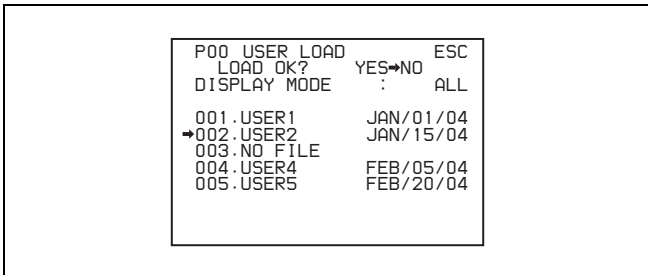 P00 USER LOAD ESC
LOAD OK? YES➡NO
DISPLAY MODE : ALL
001.USER1 JAN/01/04
➡002.USER2 JAN/15/04
003.NO FILE
004.USER4 FEB/05/04
005.USER5 FEB/20/04